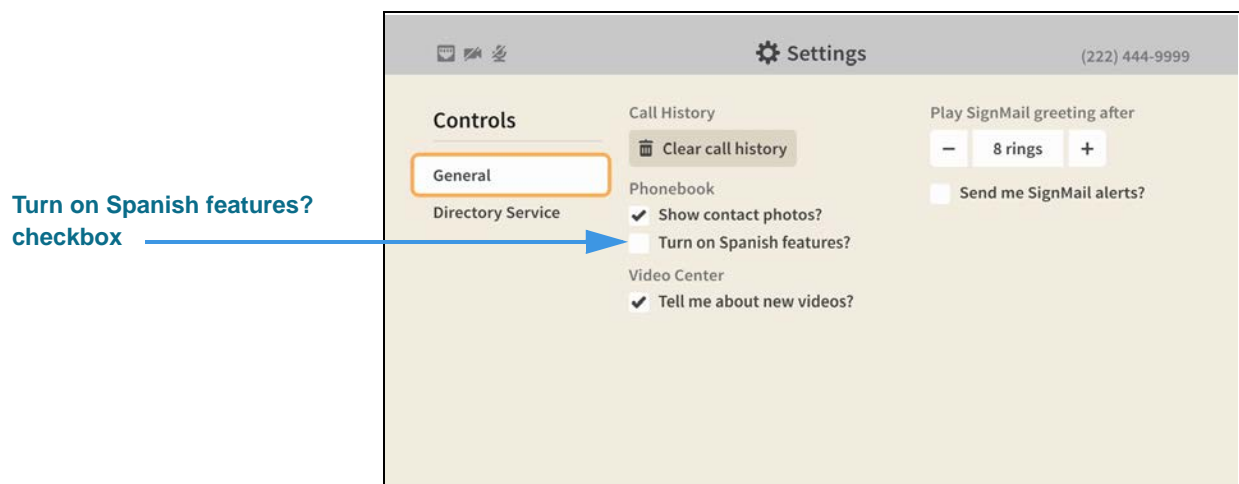 Settings
(222) 444-9999
Controls
General
Directory Service
Call History
Clear call history
Phonebook
Show contact photos?
Turn on Spanish features?
Video Center
Tell me about new videos?
Play SignMail greeting after
− 8 rings +
Send me SignMail alerts?
Turn on Spanish features?
checkbox